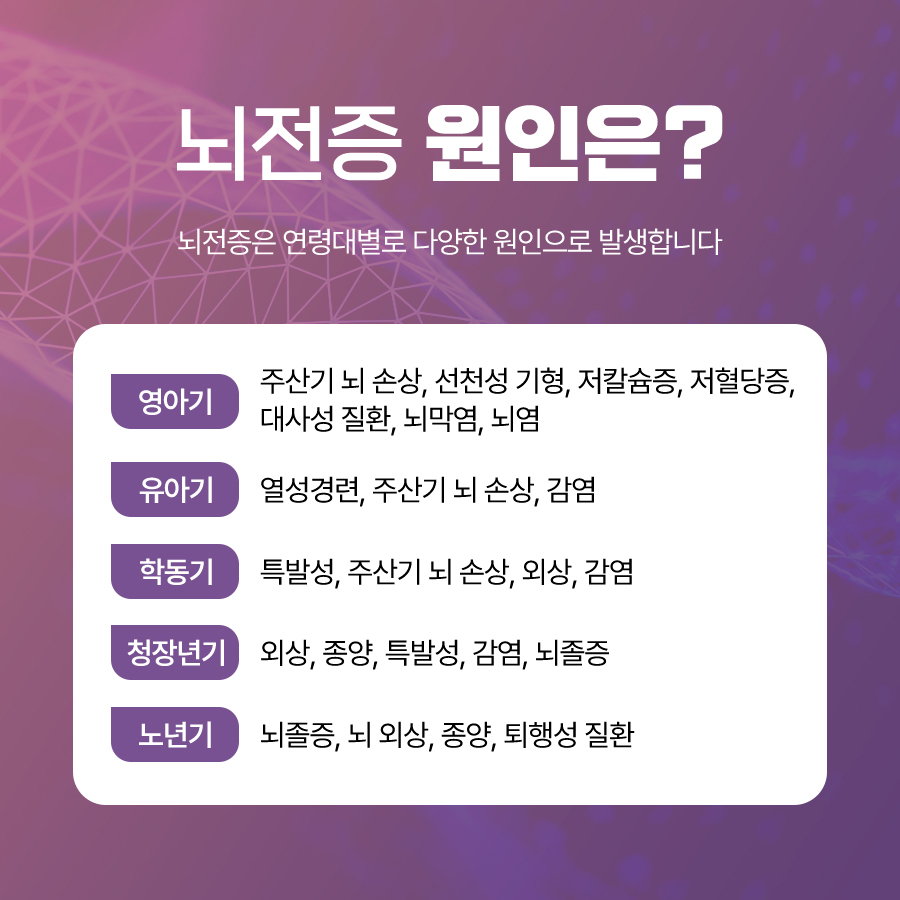 뇌전증 원인은?
뇌전증은 연령대별로 다양한 원인으로 발생합니다
영아기
주산기 뇌 손상, 선천성 기형, 저칼슘증, 저혈당증,
대사성 질환, 뇌막염, 뇌염
유아기
열성경련, 주산기 뇌 손상, 감염
학동기
특발성, 주산기 뇌 손상, 외상, 감염
청장년기
외상, 종양, 특발성, 감염, 뇌졸증
노년기
뇌졸증, 뇌 외상, 종양, 퇴행성 질환